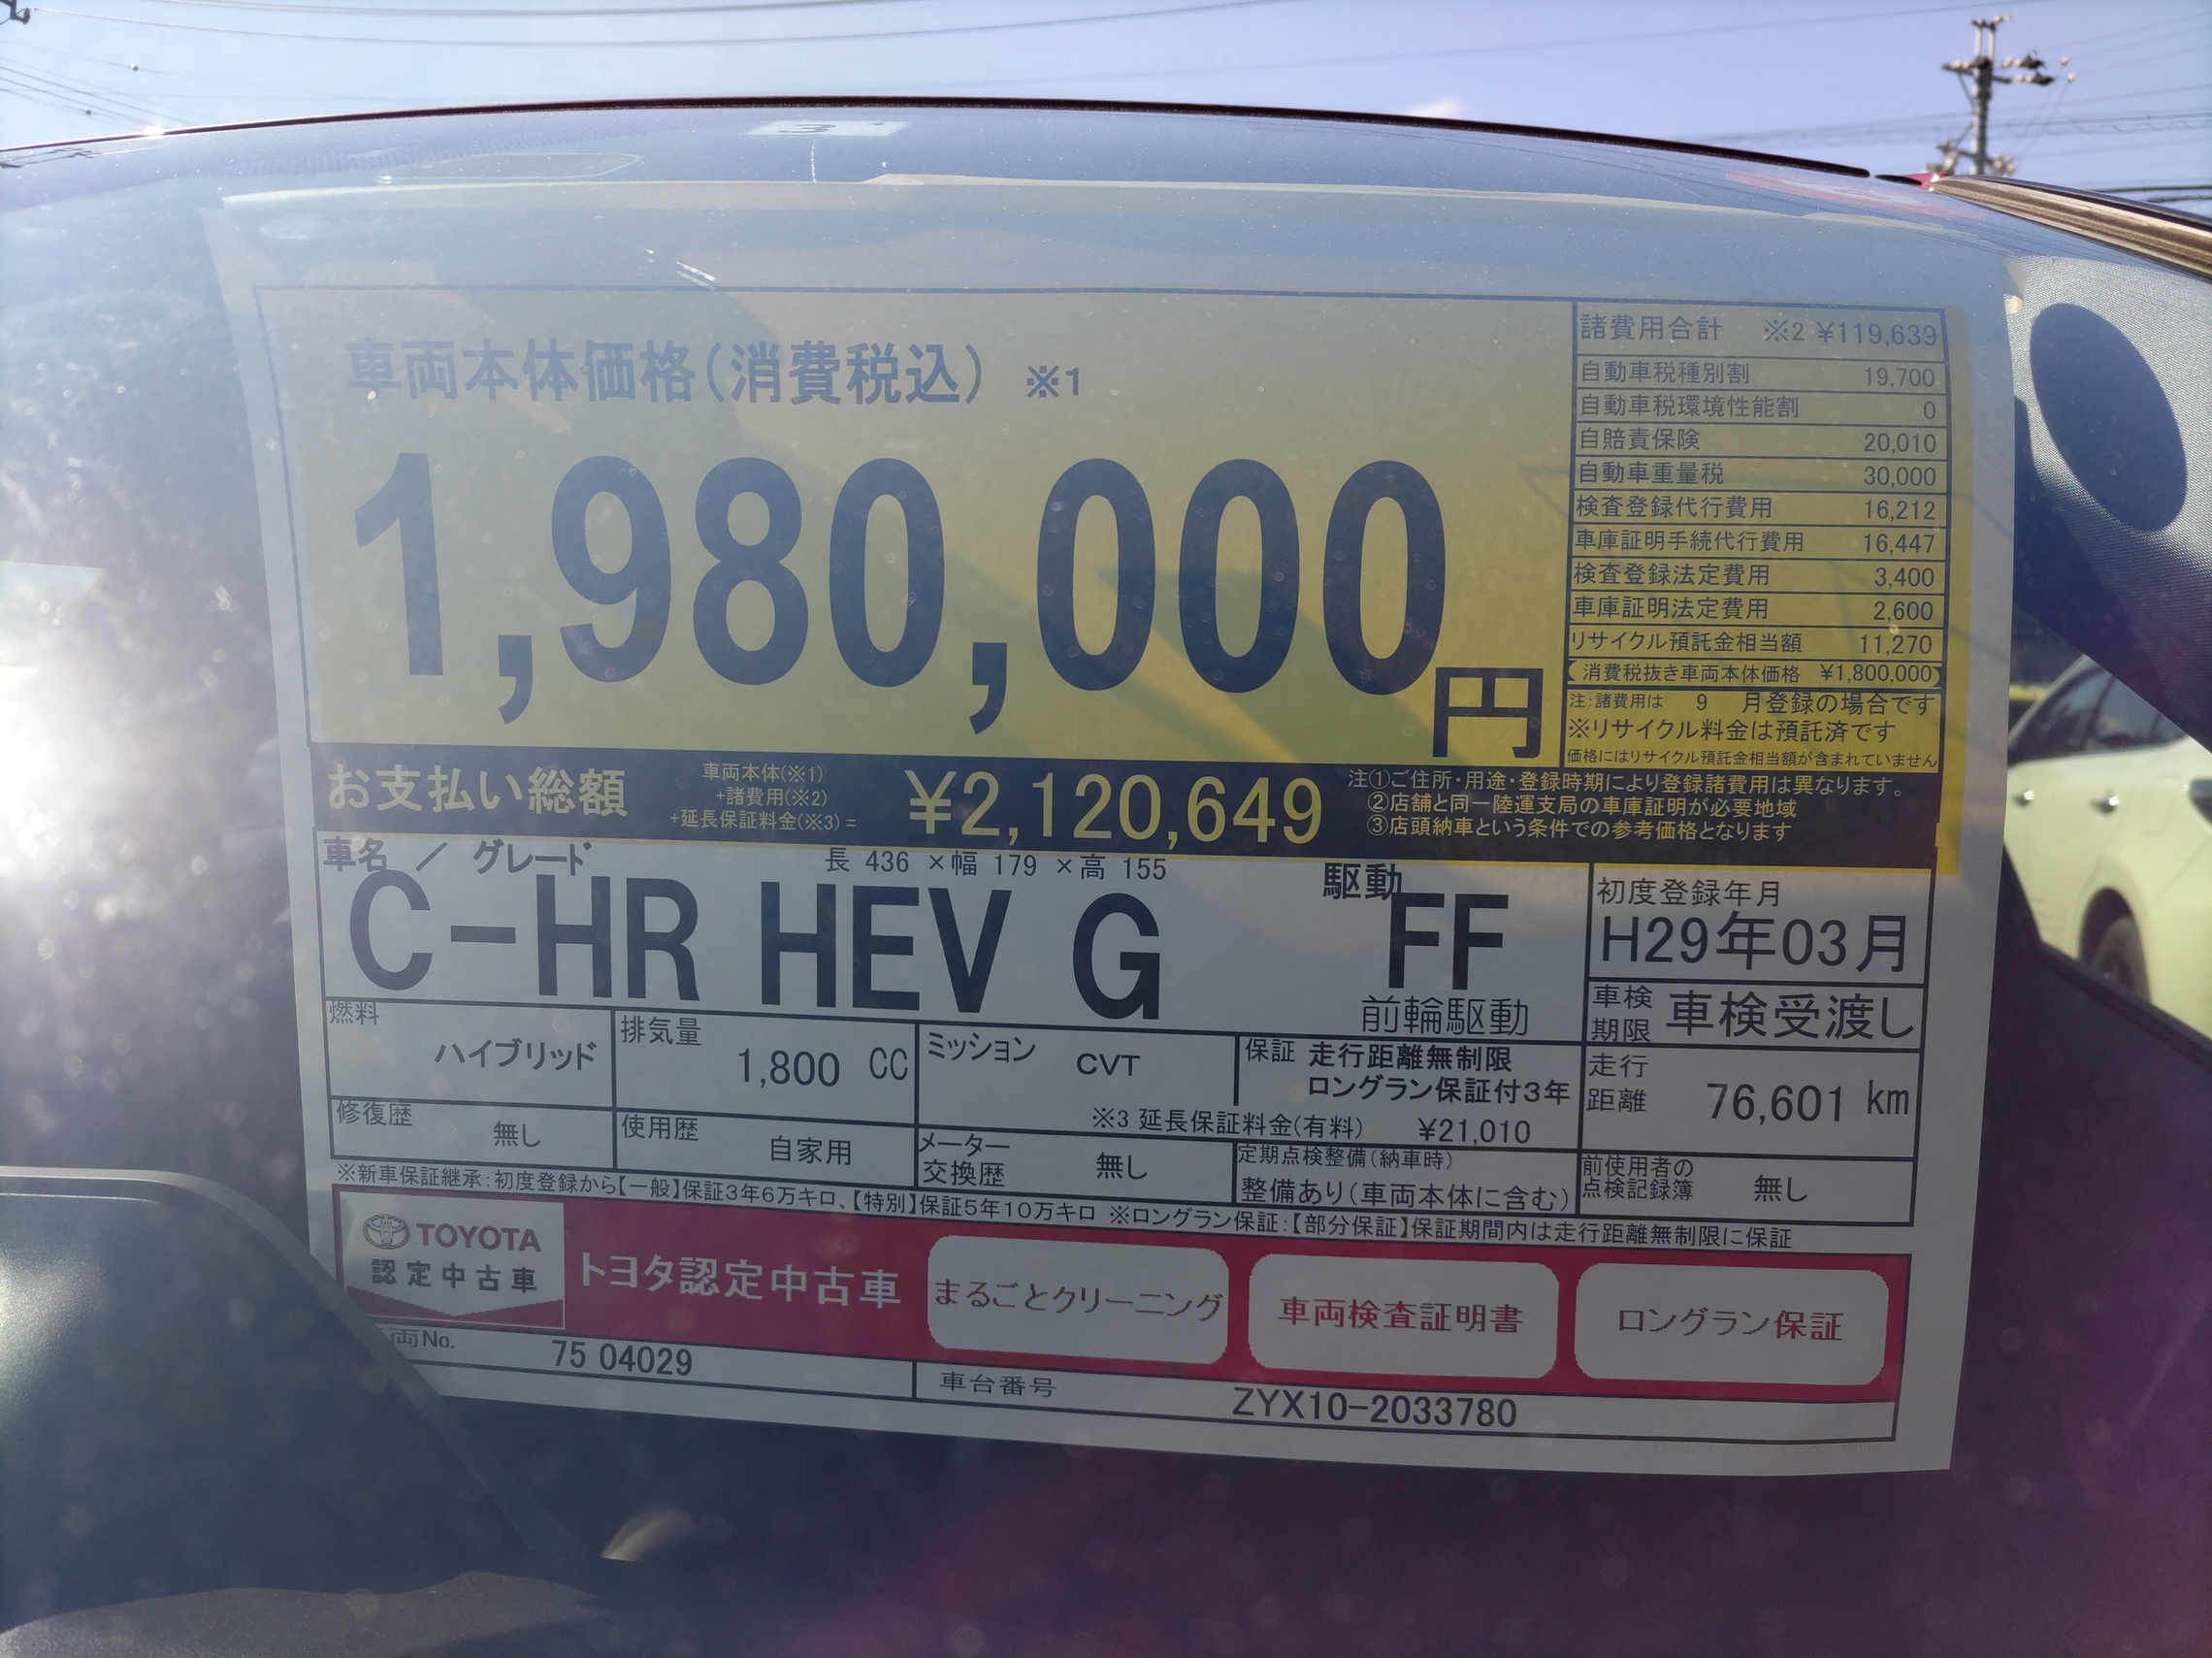 3
車両本体価格(消費税込) ※1
1,980,000円
諸費用合計 ※2 ¥119,639
自動車税種別割 19,700
自動車税環境性能割 0
自賠責保険 20,010
自動車重量税 30,000
検査登録代行費用 16,212
車庫証明手続代行費用 16,447
検査登録法定費用 3,400
車庫証明法定費用 2,600
リサイクル預託金相当額 11,270
(消費税抜き車両本体価格 ¥1,800,000)
注:諸費用は 9 月登録の場合です
※リサイクル料金は預託済です
価格にはリサイクル預託金相当額が含まれていません
お支払い総額
車両本体(※1)
+諸費用(※2)
+延長保証料金(※3)=
¥2,120,649
注①ご住所・用途・登録時期により登録諸費用は異なります。
②店舗と同一陸運支局の車庫証明が必要地域
③店頭納車という条件での参考価格となります
車名 / グレード
長 436 ×幅 179 ×高 155
C-HR HEV G
駆動
FF
前輪駆動
初度登録年月
H29年03月
車検期限 車検受渡し
燃料
ハイブリッド
排気量
1,800 CC
ミッション
CVT
保証 走行距離無制限
ロングラン保証付3年
※3 延長保証料金(有料) ¥21,010
走行距離 76,601 km
修復歴
無し
使用歴
自家用
メーター交換歴 無し
定期点検整備(納車時)
整備あり(車両本体に含む)
前使用者の点検記録簿 無し
※新車保証継承:初度登録から【一般】保証3年6万キロ、【特別】保証5年10万キロ ※ロングラン保証:【部分保証】保証期間内は走行距離無制限に保証
TOYOTA
認定中古車
トヨタ認定中古車
まるごとクリーニング
車両検査証明書
ロングラン保証
両No.
75 04029
車台番号
ZYX10-2033780